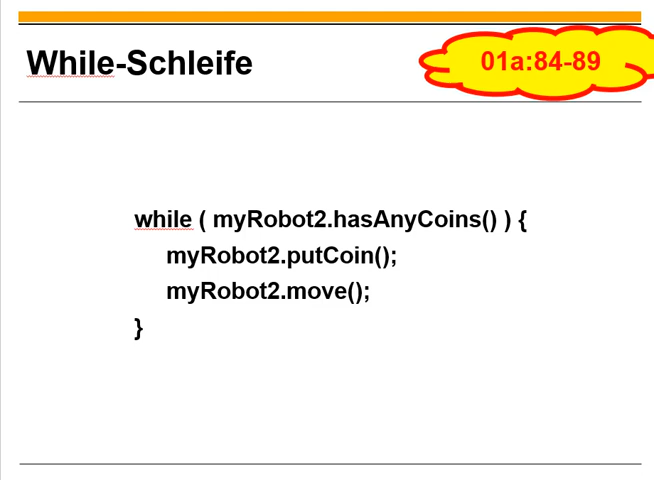 While-Schleife
01a:84-89
while ( myRobot2.hasAnyCoins() ) {
myRobot2.putCoin();
myRobot2.move();
}